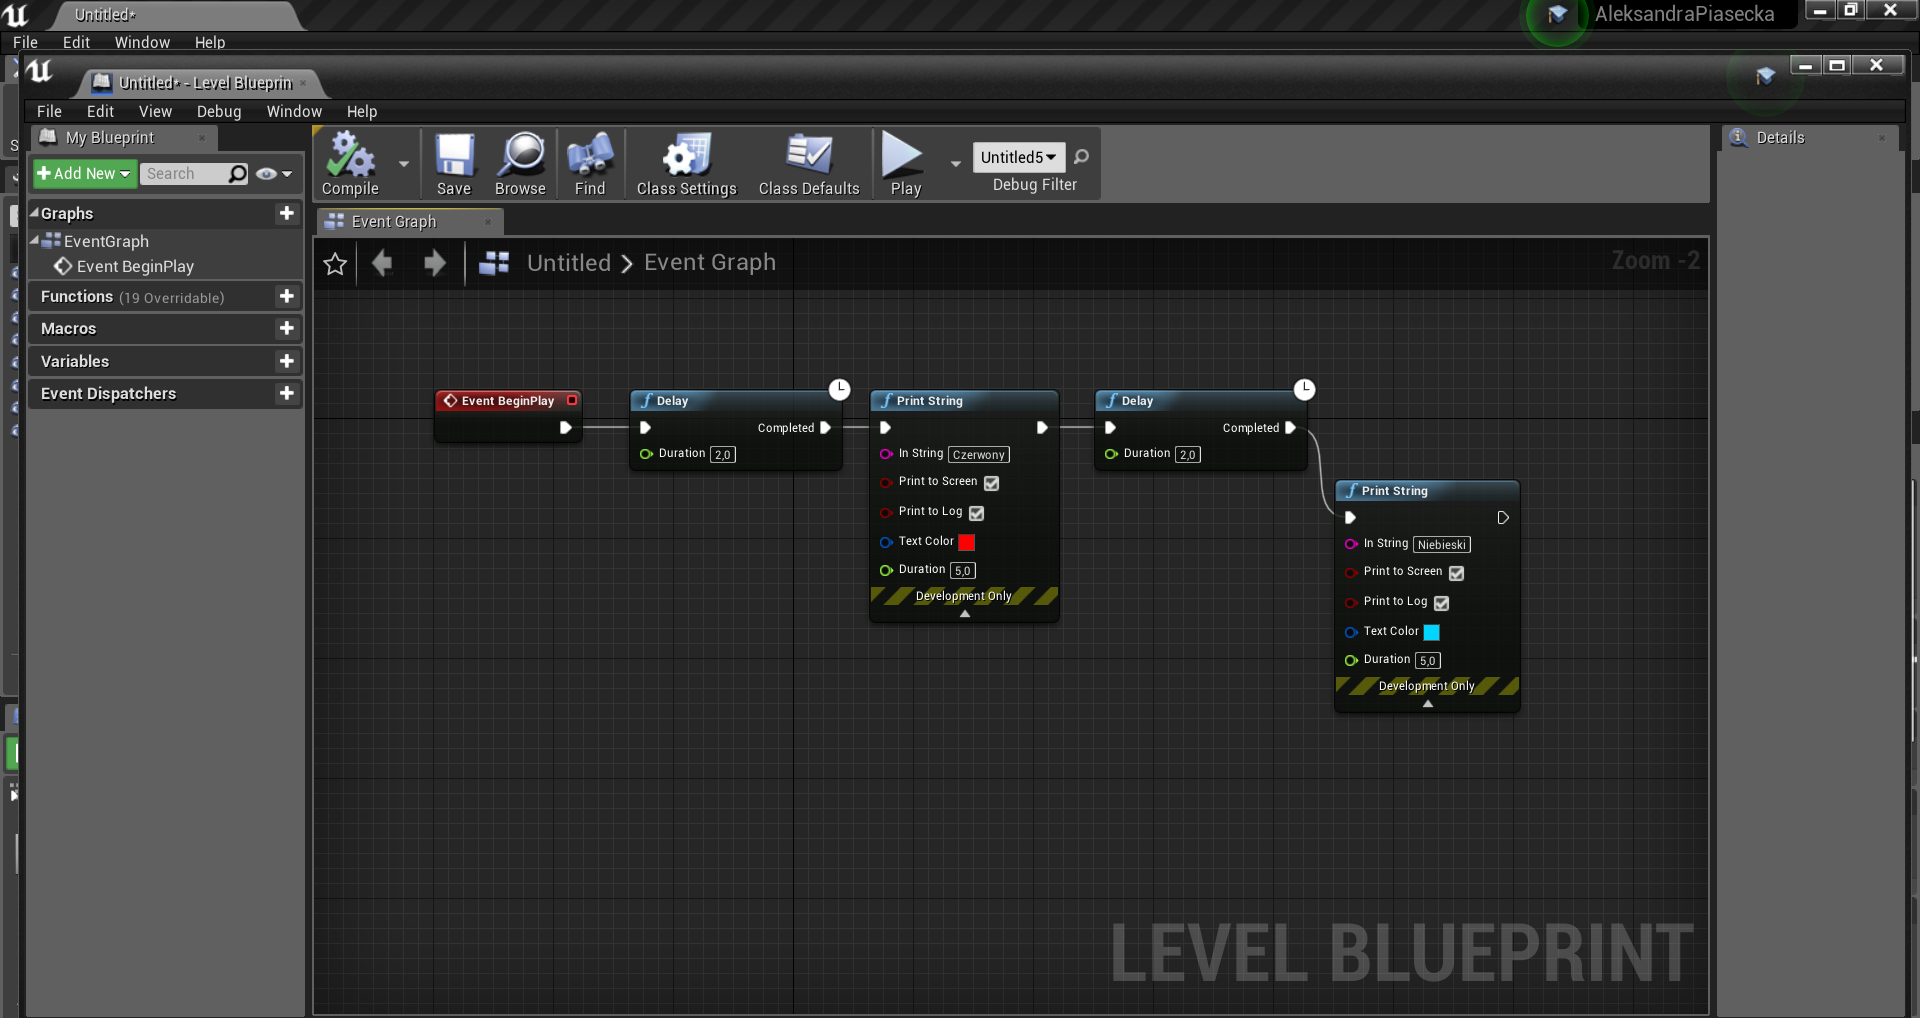 Untitled*
AleksandraPiasecka
File Edit Window Help
Untitled* - Level Blueprin
File Edit View Debug Window Help
My Blueprint
Details
Add New
Search
Compile
Save
Browse
Find
Class Settings
Class Defaults
Play
Untitled5
Debug Filter
Graphs
EventGraph
Event BeginPlay
Functions (19 Overridable)
Macros
Variables
Event Dispatchers
Event Graph
Untitled > Event Graph
Zoom -2
Event BeginPlay
Delay
Completed
Duration 2,0
Print String
In String Czerwony
Print to Screen
Print to Log
Text Color
Duration 5,0
Development Only
Delay
Completed
Duration 2,0
Print String
In String Niebieski
Print to Screen
Print to Log
Text Color
Duration 5,0
Development Only
LEVEL BLUEPRINT